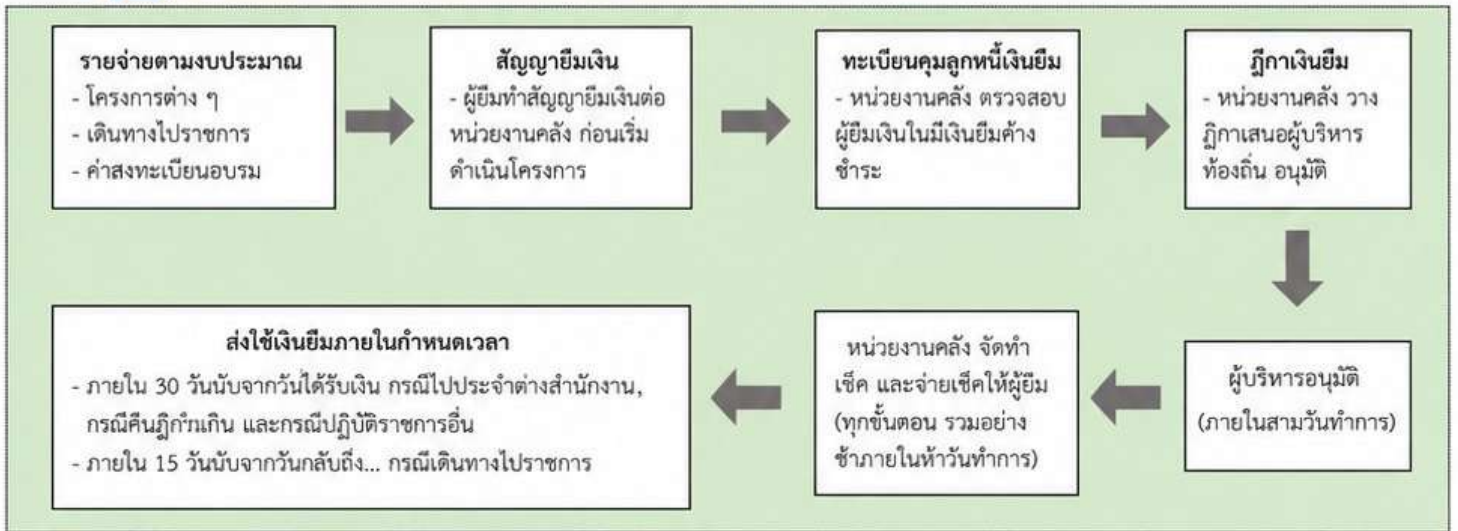 รายจ่ายตามงบประมาณ
- โครงการต่าง ๆ
- เดินทางไปราชการ
- ค่าลงทะเบียนอบรม
สัญญายืมเงิน
- ผู้ยืมทำสัญญายืมเงินต่อ
หน่วยงานคลัง ก่อนเริ่ม
ดำเนินโครงการ
ทะเบียนคุมลูกหนี้เงินยืม
- หน่วยงานคลัง ตรวจสอบ
ผู้ยืมเงินในมีเงินยืมค้าง
ชำระ
ฎีกาเงินยืม
- หน่วยงานคลัง วาง
ฎีกาเสนอผู้บริหาร
ท้องถิ่น อนุมัติ
ผู้บริหารอนุมัติ
(ภายในสามวันทำการ)
หน่วยงานคลัง จัดทำ
เช็ค และจ่ายเช็คให้ผู้ยืม
(ทุกขั้นตอน รวมอย่าง
ช้าภายในห้าวันทำการ)
ส่งใช้เงินยืมภายในกำหนดเวลา
- ภายใน 30 วันนับจากวันได้รับเงิน กรณีไปประจำต่างสำนักงาน,
และกรณีปฏิบัติราชการอื่น
- ภายใน 15 วันนับจากวันกลับถึง... กรณีเดินทางไปราชการ